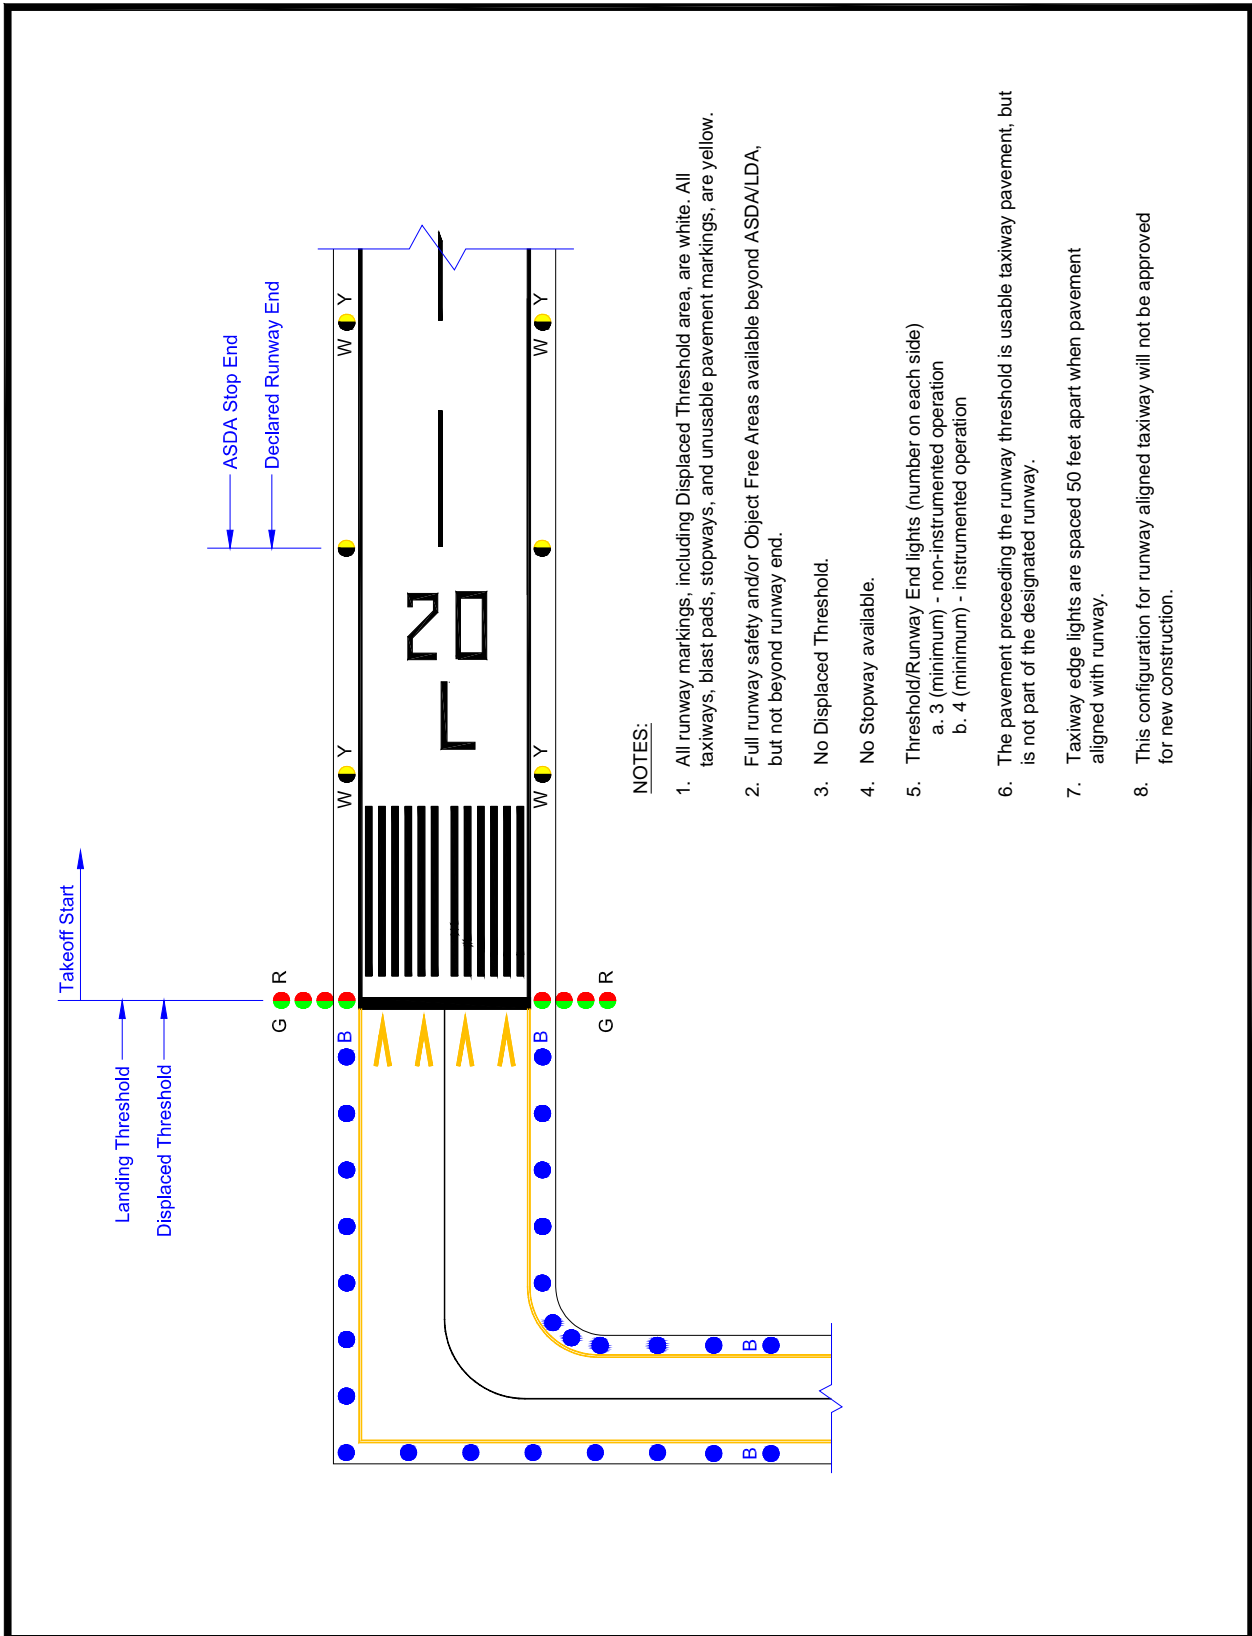 Takeoff Start
Landing Threshold
Displaced Threshold
ASDA Stop End
Declared Runway End
G R
B
W Y
W Y
20
L
B
W Y
W Y
G R
B
B
NOTES:
1. All runway markings, including Displaced Threshold area, are white. All
taxiways, blast pads, stopways, and unusable pavement markings, are yellow.
2. Full runway safety and/or Object Free Areas available beyond ASDA/LDA,
but not beyond runway end.
3. No Displaced Threshold.
4. No Stopway available.
5. Threshold/Runway End lights (number on each side)
a. 3 (minimum) - non-instrumented operation
b. 4 (minimum) - instrumented operation
6. The pavement preceeding the runway threshold is usable taxiway pavement, but
is not part of the designated runway.
7. Taxiway edge lights are spaced 50 feet apart when pavement
aligned with runway.
8. This configuration for runway aligned taxiway will not be approved
for new construction.